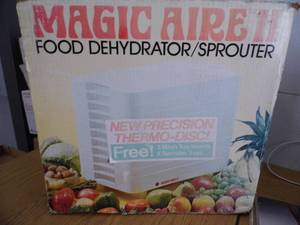 MAGIC AIRE II
FOOD DEHYDRATOR/SPROUTER
NEW PRECISION
THERMO-DISC!
Free!